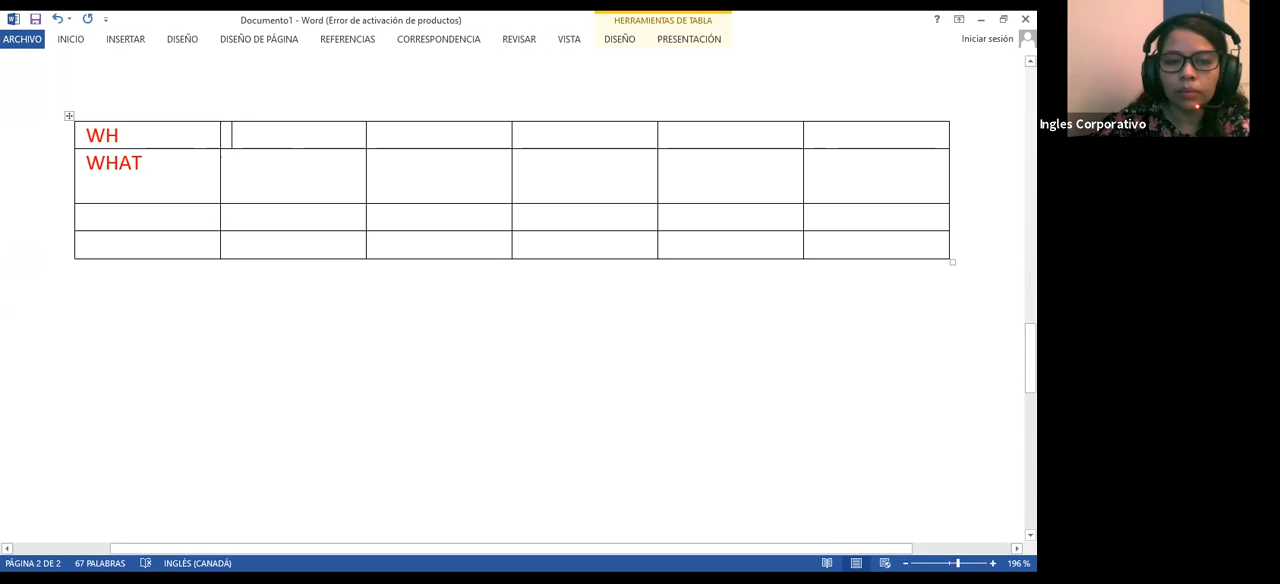 Documento1 - Word (Error de activación de productos)
HERRAMIENTAS DE TABLA
?
ARCHIVO INICIO INSERTAR DISEÑO DISEÑO DE PÁGINA REFERENCIAS CORRESPONDENCIA REVISAR VISTA DISEÑO PRESENTACIÓN Iniciar sesión
Ingles Corporativo
WH
WHAT
PÁGINA 2 DE 2 67 PALABRAS INGLÉS (CANADÁ) 196 %